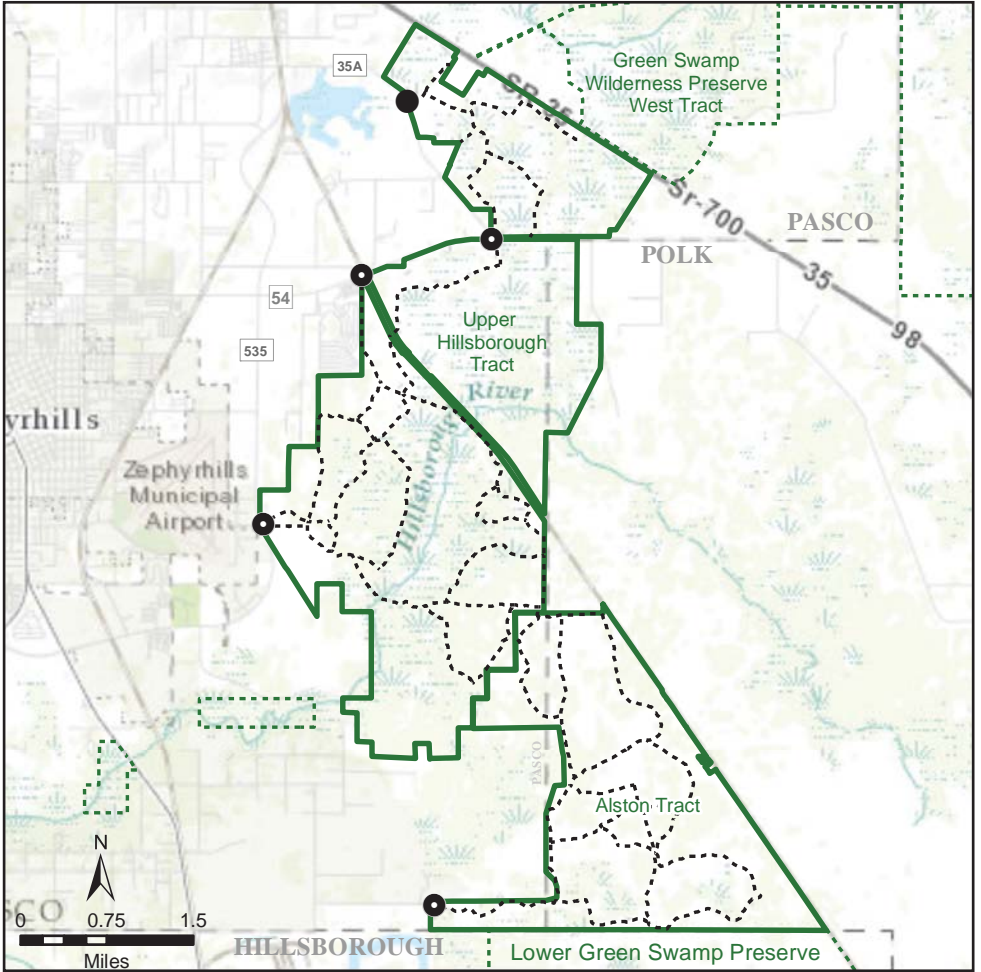 35A
Green Swamp
Wilderness Preserve
West Tract
SR 35
Sr-700
PASCO
POLK
35
98
54
535
Upper
Hillsborough
Tract
River
Hillsborough
yrhills
Zephyrhills
Municipal
Airport
PASCO
Alston Tract
N
SCO
0 0.75 1.5
Miles
HILLSBOROUGH
Lower Green Swamp Preserve